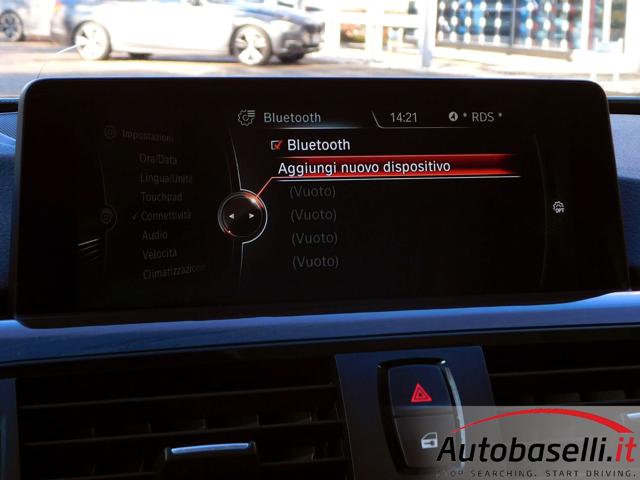 Bluetooth 14:21 * RDS *
Impostazioni
Ora/Data
Lingua/Unità
Touchpad
✓ Connettività
Audio
Velocità
Climatizzazione
Bluetooth
Aggiungi nuovo dispositivo
(Vuoto)
(Vuoto)
(Vuoto)
(Vuoto)
OPT
Autobaselli.it
STOP SEARCHING. START DRIVING.